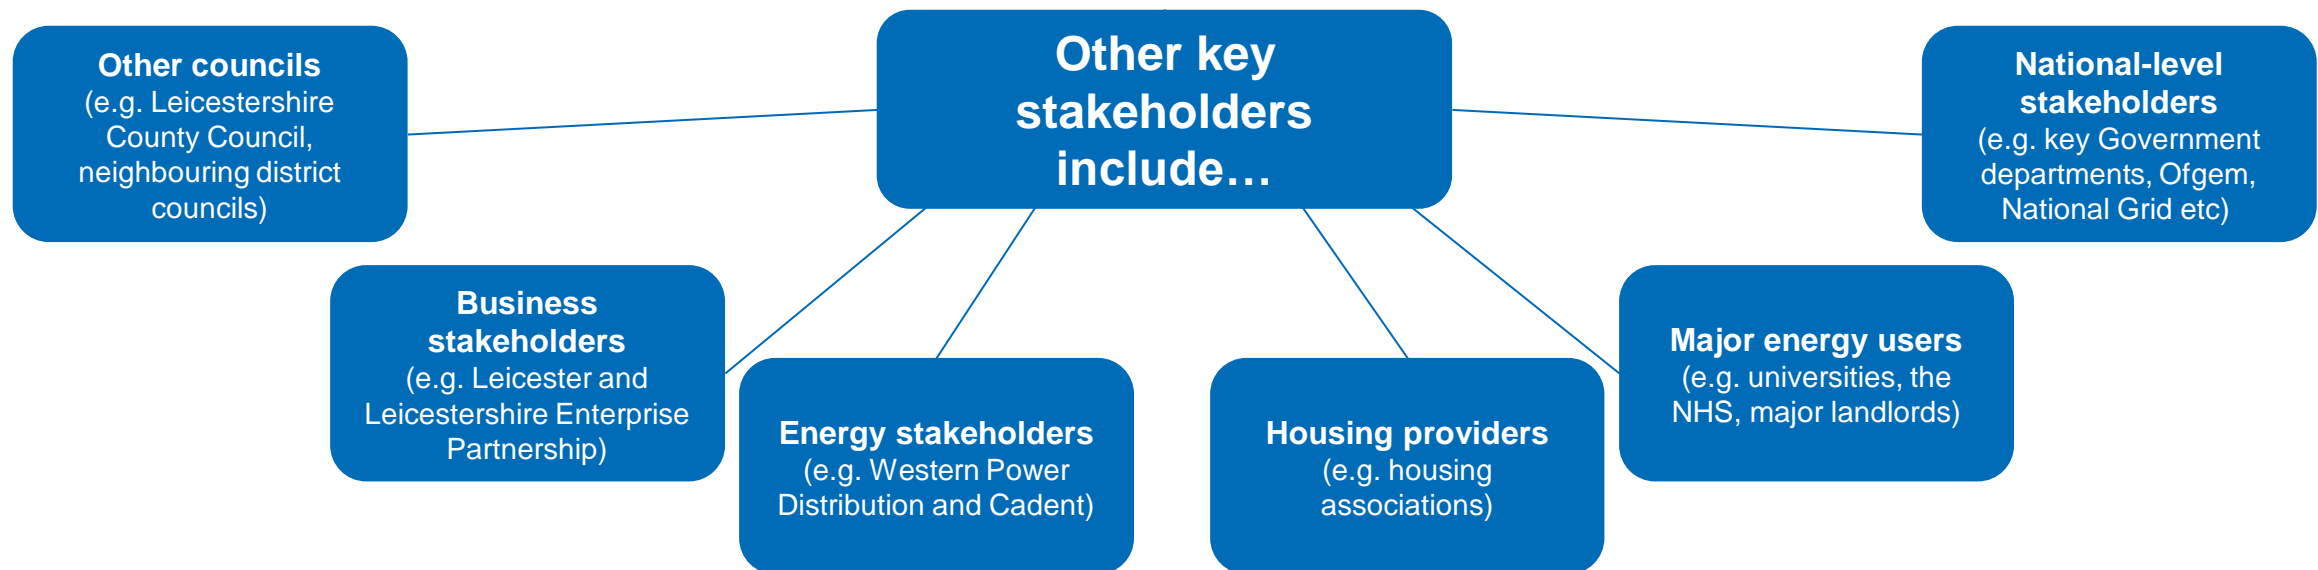 Other key
stakeholders
include…
Other councils
(e.g. Leicestershire
County Council,
neighbouring district
councils)
Business
stakeholders
(e.g. Leicester and
Leicestershire Enterprise
Partnership)
Energy stakeholders
(e.g. Western Power
Distribution and Cadent)
Housing providers
(e.g. housing
associations)
Major energy users
(e.g. universities, the
NHS, major landlords)
National-level
stakeholders
(e.g. key Government
departments, Ofgem,
National Grid etc)